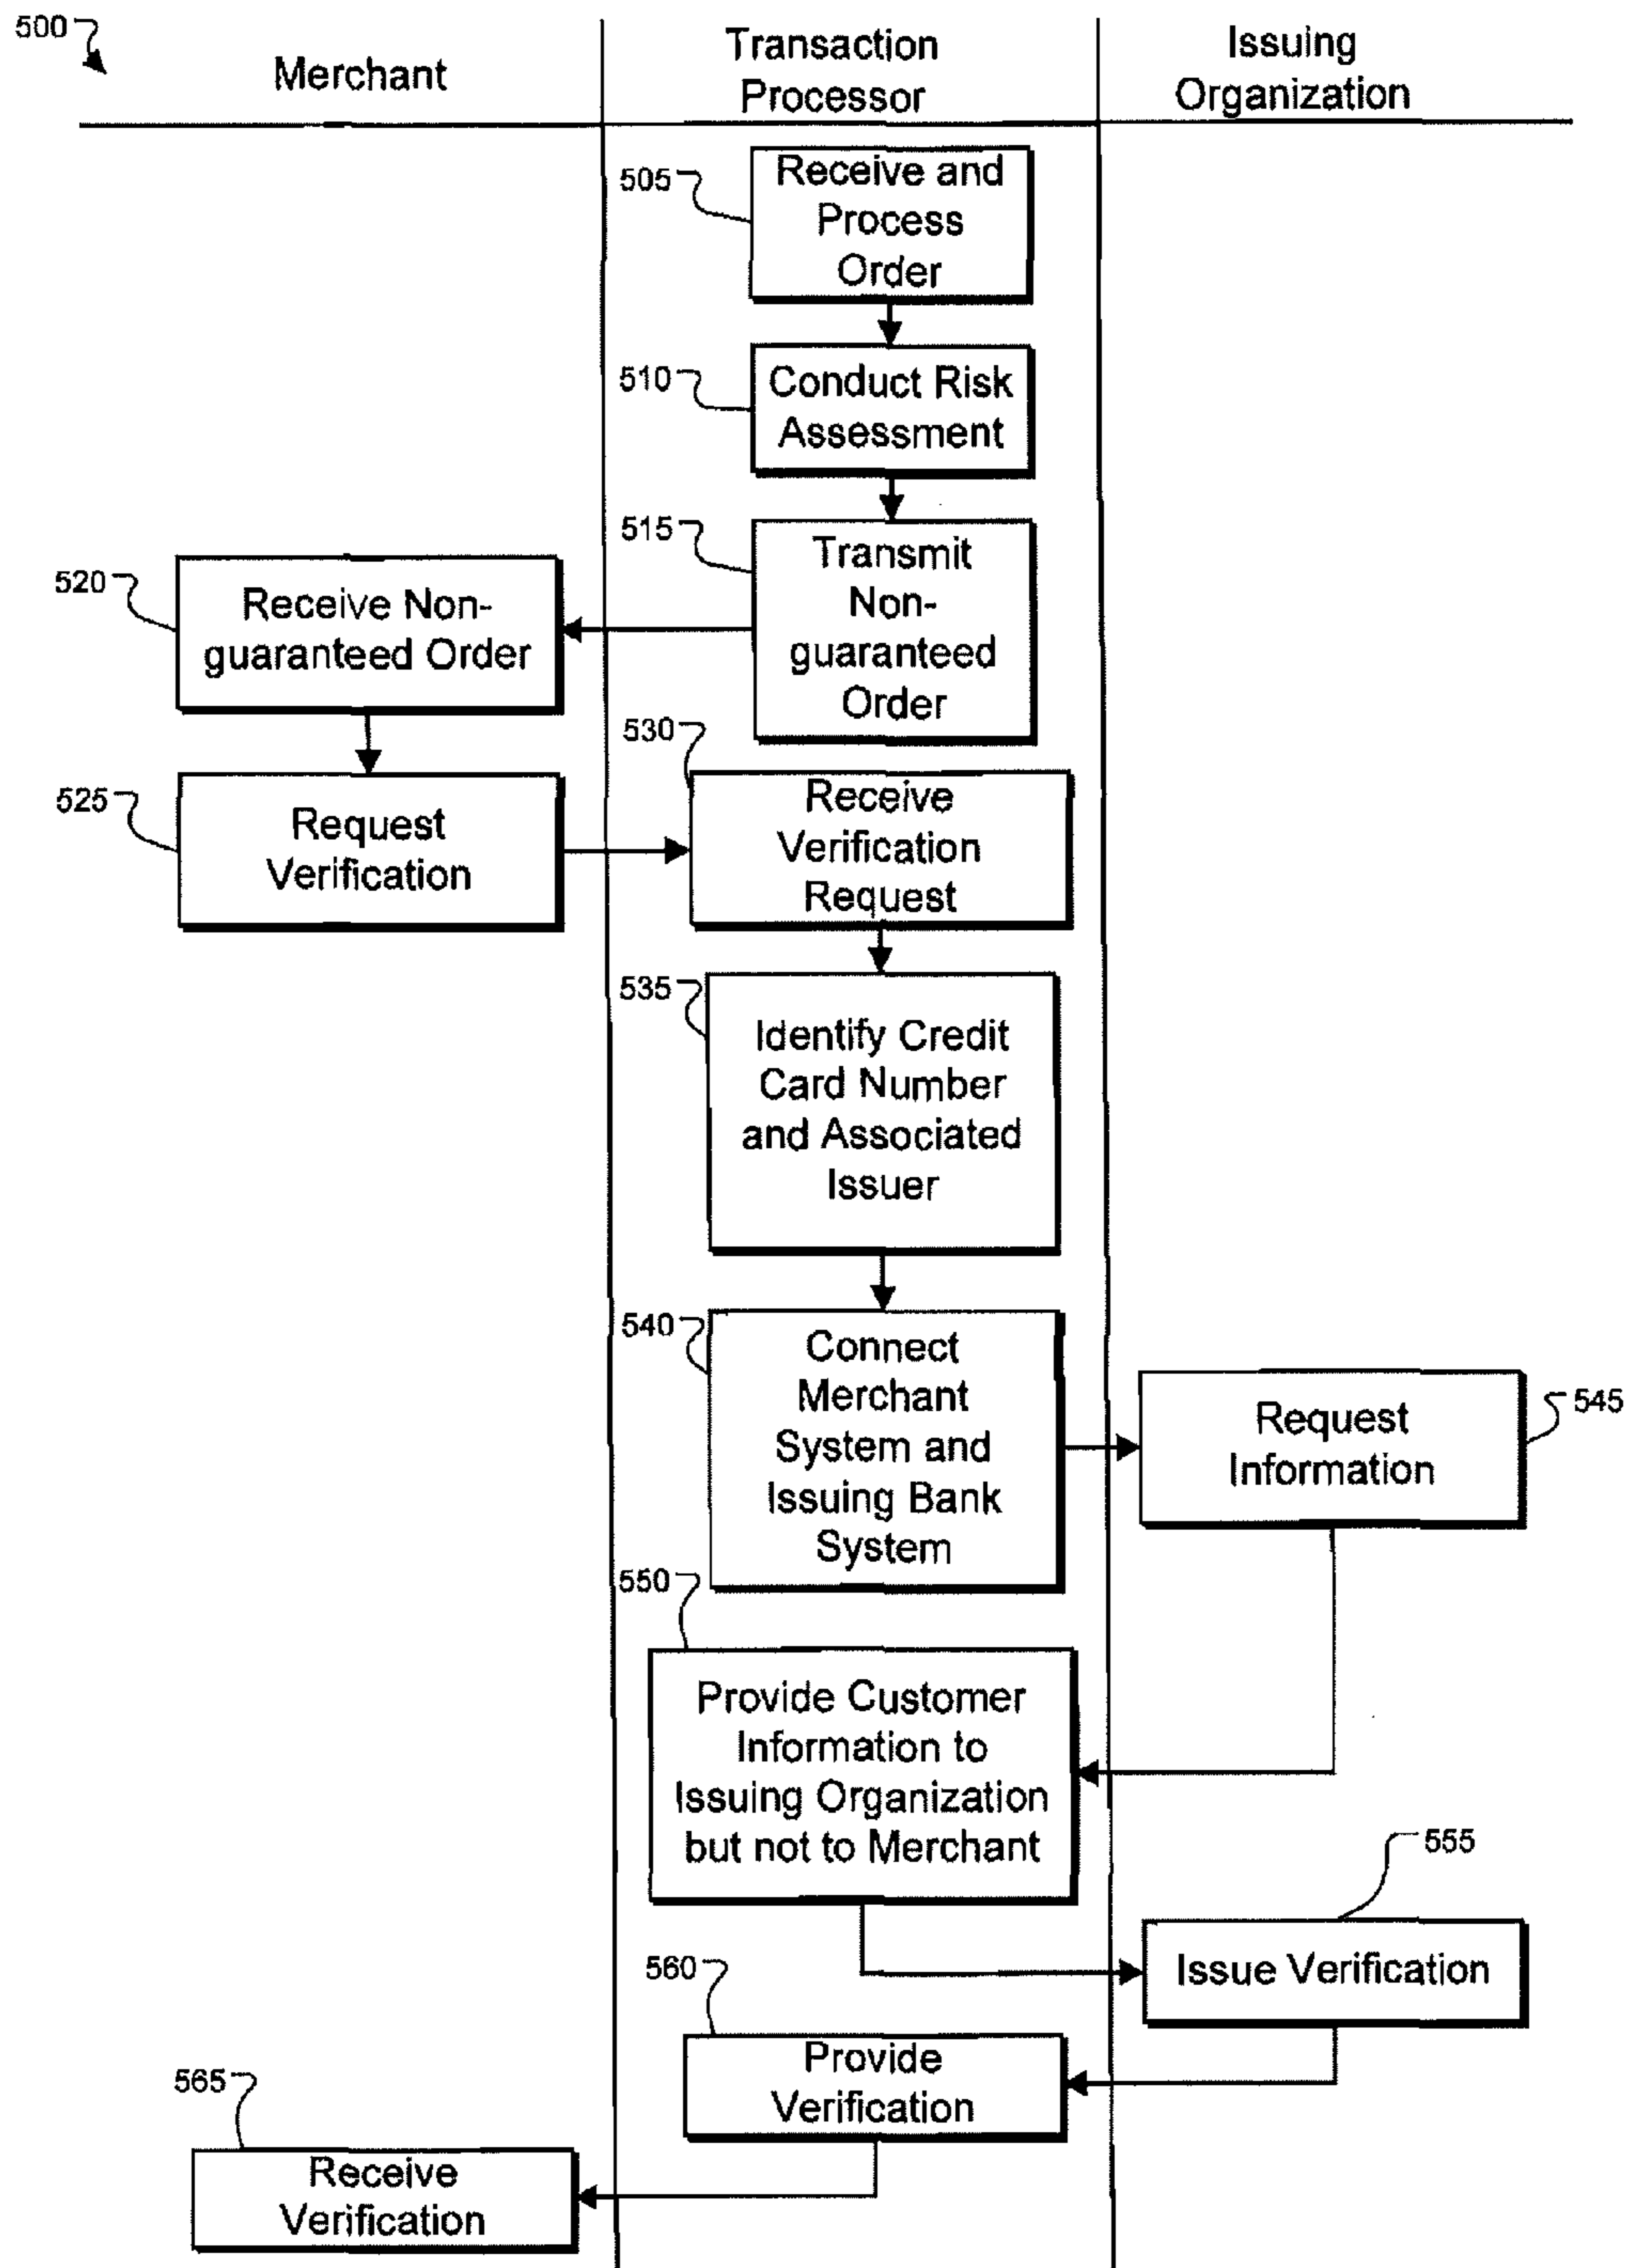 500
Merchant
Transaction
Processor
Issuing
Organization
505
Receive and
Process
Order
510
Conduct Risk
Assessment
515
Transmit
Non-
guaranteed
Order
520
Receive Non-
guaranteed Order
525
Request
Verification
530
Receive
Verification
Request
535
Identify Credit
Card Number
and Associated
Issuer
540
Connect
Merchant
System and
Issuing Bank
System
545
Request
Information
550
Provide Customer
Information to
Issuing Organization
but not to Merchant
555
Issue Verification
560
Provide
Verification
565
Receive
Verification